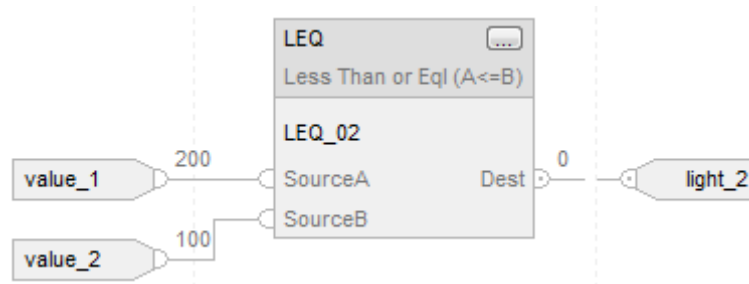 LEQ
...
Less Than or Eql (A<=B)
LEQ_02
200
0
value_1
SourceA
Dest
light_2
SourceB
100
value_2